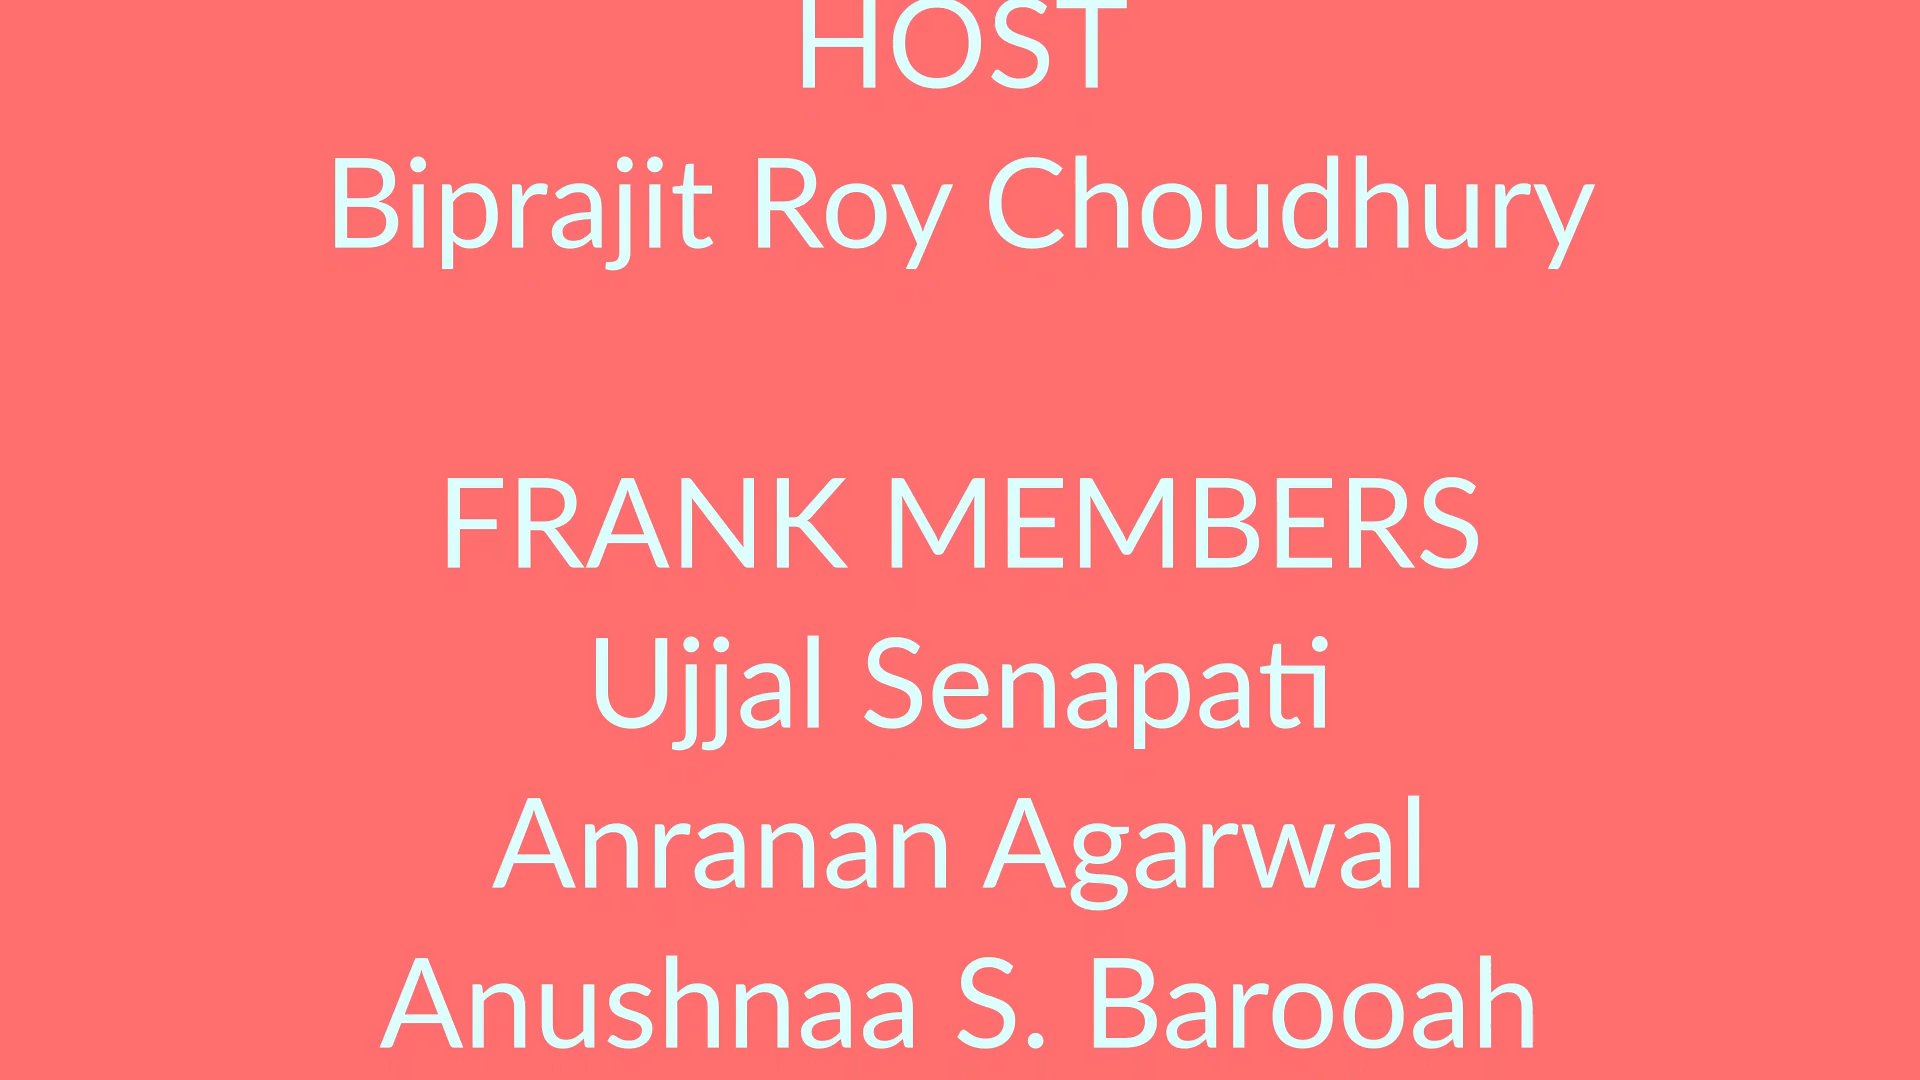 HOST
Biprajit Roy Choudhury
FRANK MEMBERS
Ujjal Senapati
Anranan Agarwal
Anushnaa S. Barooah